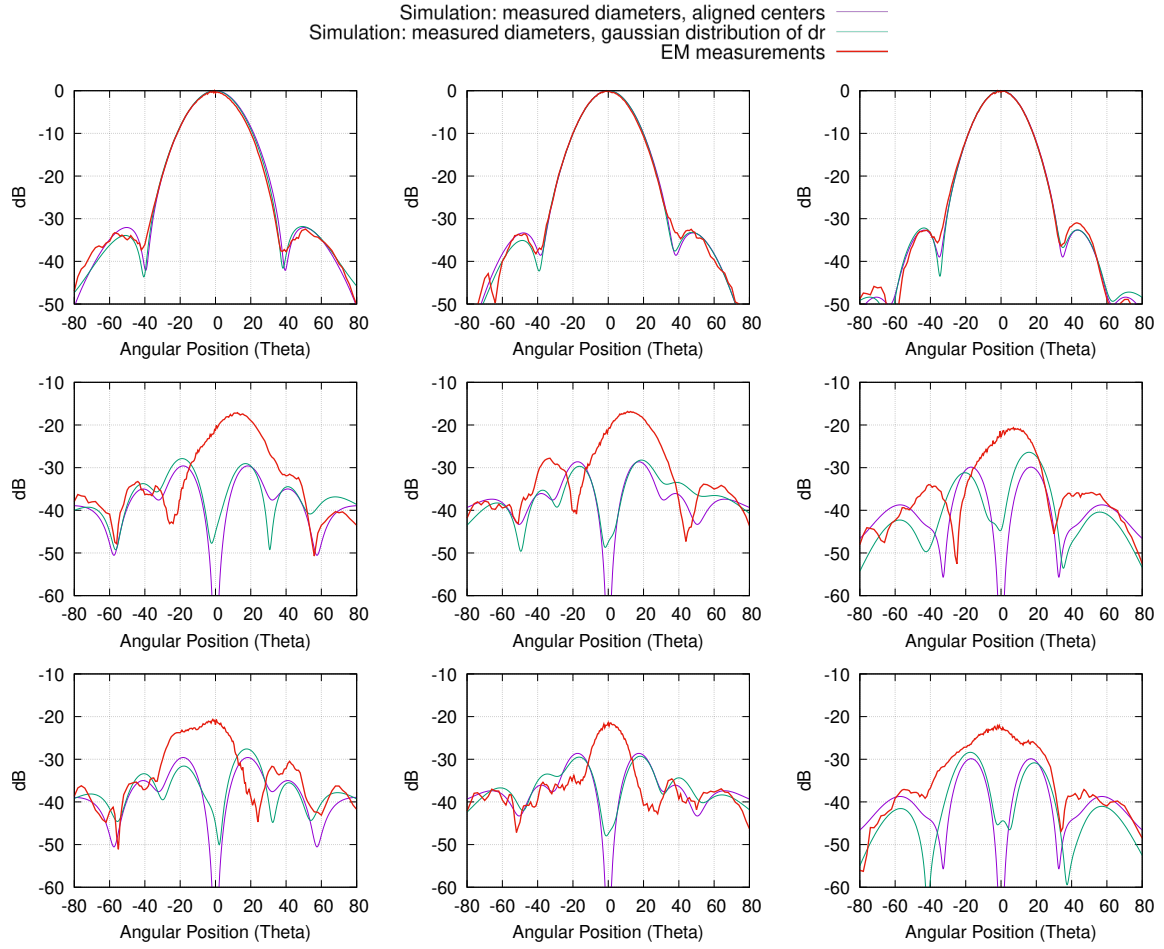 Simulation: measured diameters, aligned centers
Simulation: measured diameters, gaussian distribution of dr
EM measurements
0 0 0
-10 -10 -10
-20 -20 -20
-30 -30 -30
-40 -40 -40
-50 -50 -50
dB dB dB
-80 -60 -40 -20 0 20 40 60 80 -80 -60 -40 -20 0 20 40 60 80 -80 -60 -40 -20 0 20 40 60 80
Angular Position (Theta) Angular Position (Theta) Angular Position (Theta)
-10 -10 -10
-20 -20 -20
-30 -30 -30
-40 -40 -40
-50 -50 -50
-60 -60 -60
dB dB dB
-80 -60 -40 -20 0 20 40 60 80 -80 -60 -40 -20 0 20 40 60 80 -80 -60 -40 -20 0 20 40 60 80
Angular Position (Theta) Angular Position (Theta) Angular Position (Theta)
-10 -10 -10
-20 -20 -20
-30 -30 -30
-40 -40 -40
-50 -50 -50
-60 -60 -60
dB dB dB
-80 -60 -40 -20 0 20 40 60 80 -80 -60 -40 -20 0 20 40 60 80 -80 -60 -40 -20 0 20 40 60 80
Angular Position (Theta) Angular Position (Theta) Angular Position (Theta)